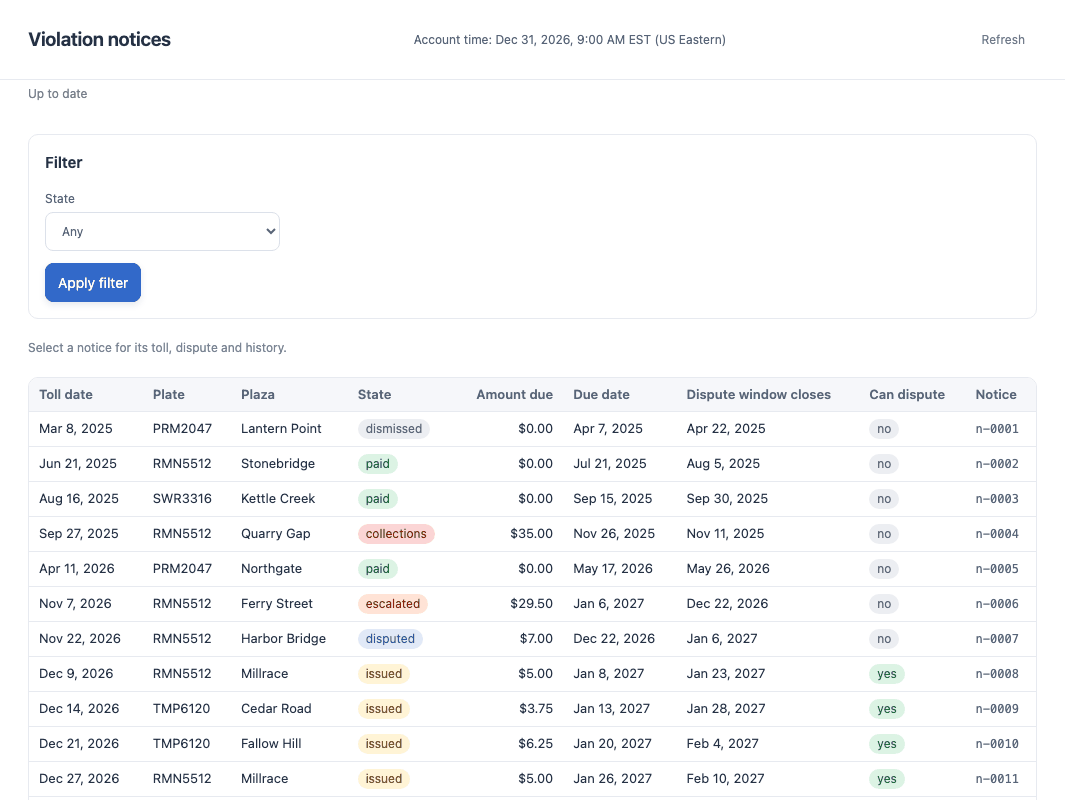 Violation notices
Account time: Dec 31, 2026, 9:00 AM EST (US Eastern)
Refresh
Up to date
Filter
State
Any
Apply filter
Select a notice for its toll, dispute and history.
Toll date Plate Plaza State Amount due Due date Dispute window closes Can dispute Notice
Mar 8, 2025 PRM2047 Lantern Point dismissed $0.00 Apr 7, 2025 Apr 22, 2025 no n-0001
Jun 21, 2025 RMN5512 Stonebridge paid $0.00 Jul 21, 2025 Aug 5, 2025 no n-0002
Aug 16, 2025 SWR3316 Kettle Creek paid $0.00 Sep 15, 2025 Sep 30, 2025 no n-0003
Sep 27, 2025 RMN5512 Quarry Gap collections $35.00 Nov 26, 2025 Nov 11, 2025 no n-0004
Apr 11, 2026 PRM2047 Northgate paid $0.00 May 17, 2026 May 26, 2026 no n-0005
Nov 7, 2026 RMN5512 Ferry Street escalated $29.50 Jan 6, 2027 Dec 22, 2026 no n-0006
Nov 22, 2026 RMN5512 Harbor Bridge disputed $7.00 Dec 22, 2026 Jan 6, 2027 no n-0007
Dec 9, 2026 RMN5512 Millrace issued $5.00 Jan 8, 2027 Jan 23, 2027 yes n-0008
Dec 14, 2026 TMP6120 Cedar Road issued $3.75 Jan 13, 2027 Jan 28, 2027 yes n-0009
Dec 21, 2026 TMP6120 Fallow Hill issued $6.25 Jan 20, 2027 Feb 4, 2027 yes n-0010
Dec 27, 2026 RMN5512 Millrace issued $5.00 Jan 26, 2027 Feb 10, 2027 yes n-0011